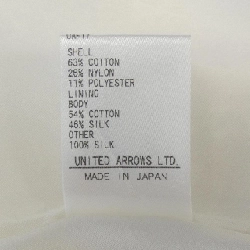 SHELL
63% COTTON
26% NYLON
11% POLYESTER
LINING
BODY
54% COTTON
46% SILK
OTHER
100% SILK
UNITED ARROWS LTD.
MADE IN JAPAN